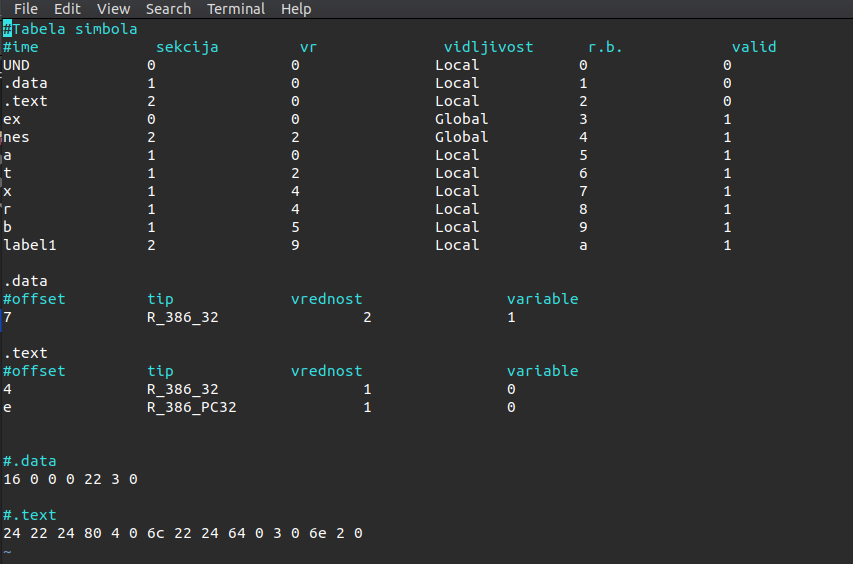 File Edit View Search Terminal Help
#Tabela simbola
#ime sekcija vr vidljivost r.b. valid
UND 0 0 Local 0 0
.data 1 0 Local 1 0
.text 2 0 Local 2 0
ex 0 0 Global 3 1
nes 2 2 Global 4 1
a 1 0 Local 5 1
t 1 2 Local 6 1
x 1 4 Local 7 1
r 1 4 Local 8 1
b 1 5 Local 9 1
label1 2 9 Local a 1
.data
#offset tip vrednost variable
7 R_386_32 2 1
.text
#offset tip vrednost variable
4 R_386_32 1 0
e R_386_PC32 1 0
#.data
16 0 0 0 22 3 0
#.text
24 22 24 80 4 0 6c 22 24 64 0 3 0 6e 2 0
~